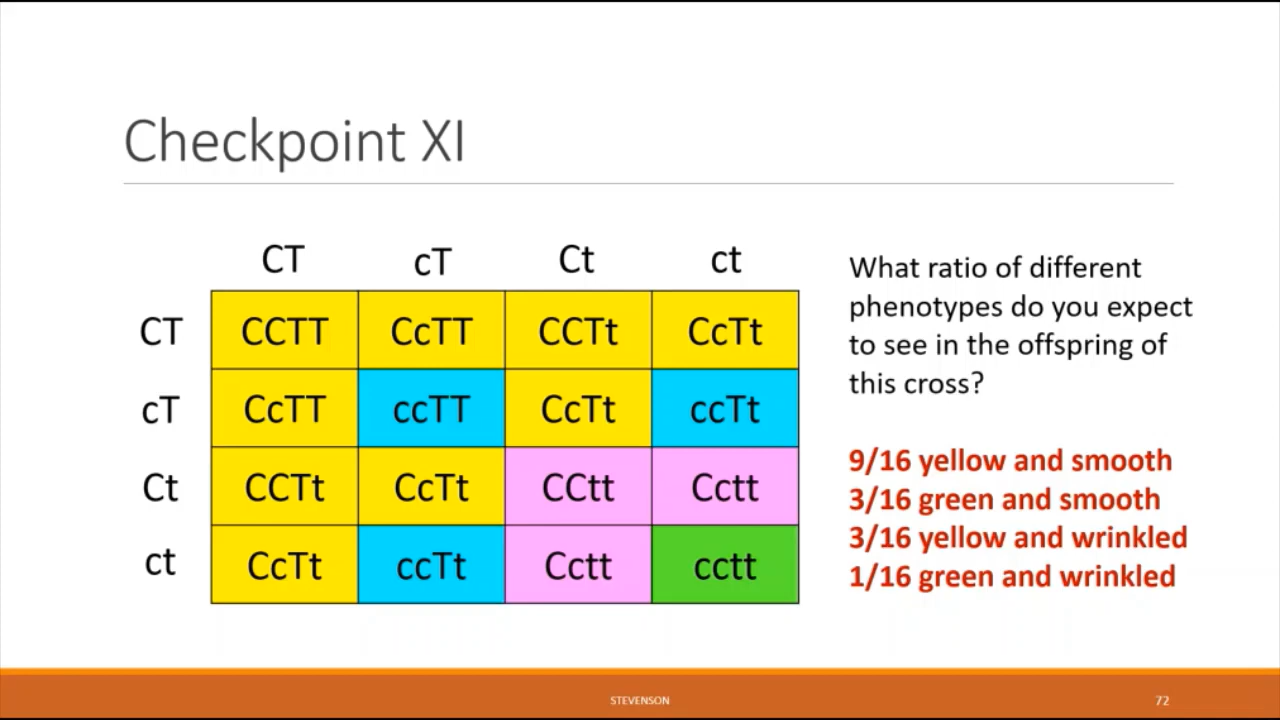 Checkpoint XI
CT cT Ct ct
CT CCTT CcTT CCTt CcTt
cT CcTT ccTT CcTt ccTt
Ct CCTt CcTt CCtt Cctt
ct CcTt ccTt Cctt cctt
What ratio of different
phenotypes do you expect
to see in the offspring of
this cross?
9/16 yellow and smooth
3/16 green and smooth
3/16 yellow and wrinkled
1/16 green and wrinkled
STEVENSON
72